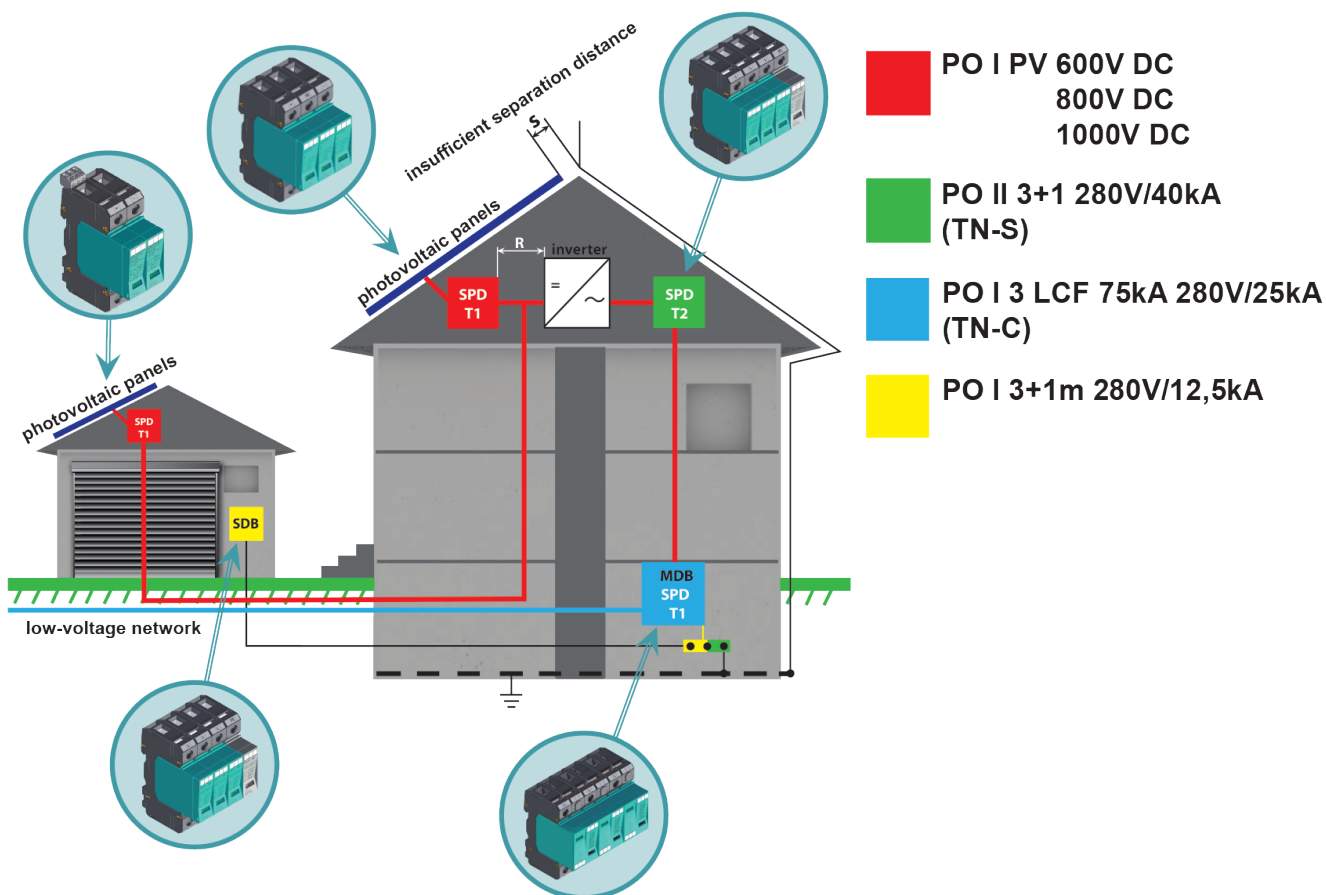 insufficient separation distance
S
photovoltaic panels
R
inverter
=
~
SPD
T1
SPD
T2
photovoltaic panels
SPD
T1
SDB
MDB
SPD
T1
low-voltage network
PO I PV 600V DC
800V DC
1000V DC
PO II 3+1 280V/40kA
(TN-S)
PO I 3 LCF 75kA 280V/25kA
(TN-C)
PO I 3+1m 280V/12,5kA